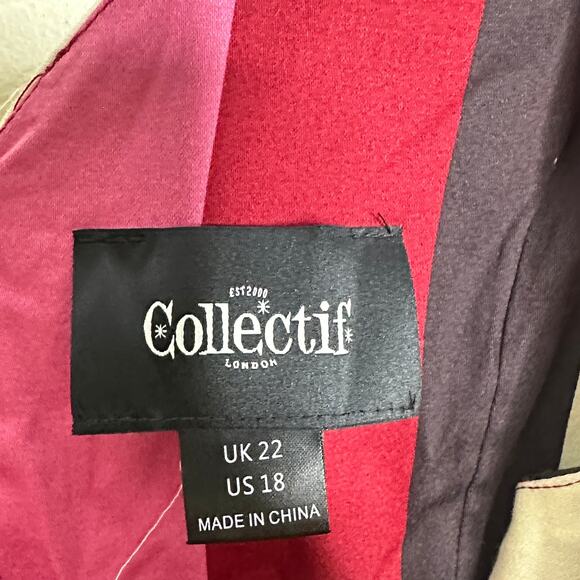 EST2000
Collectif
LONDON
UK 22
US 18
MADE IN CHINA